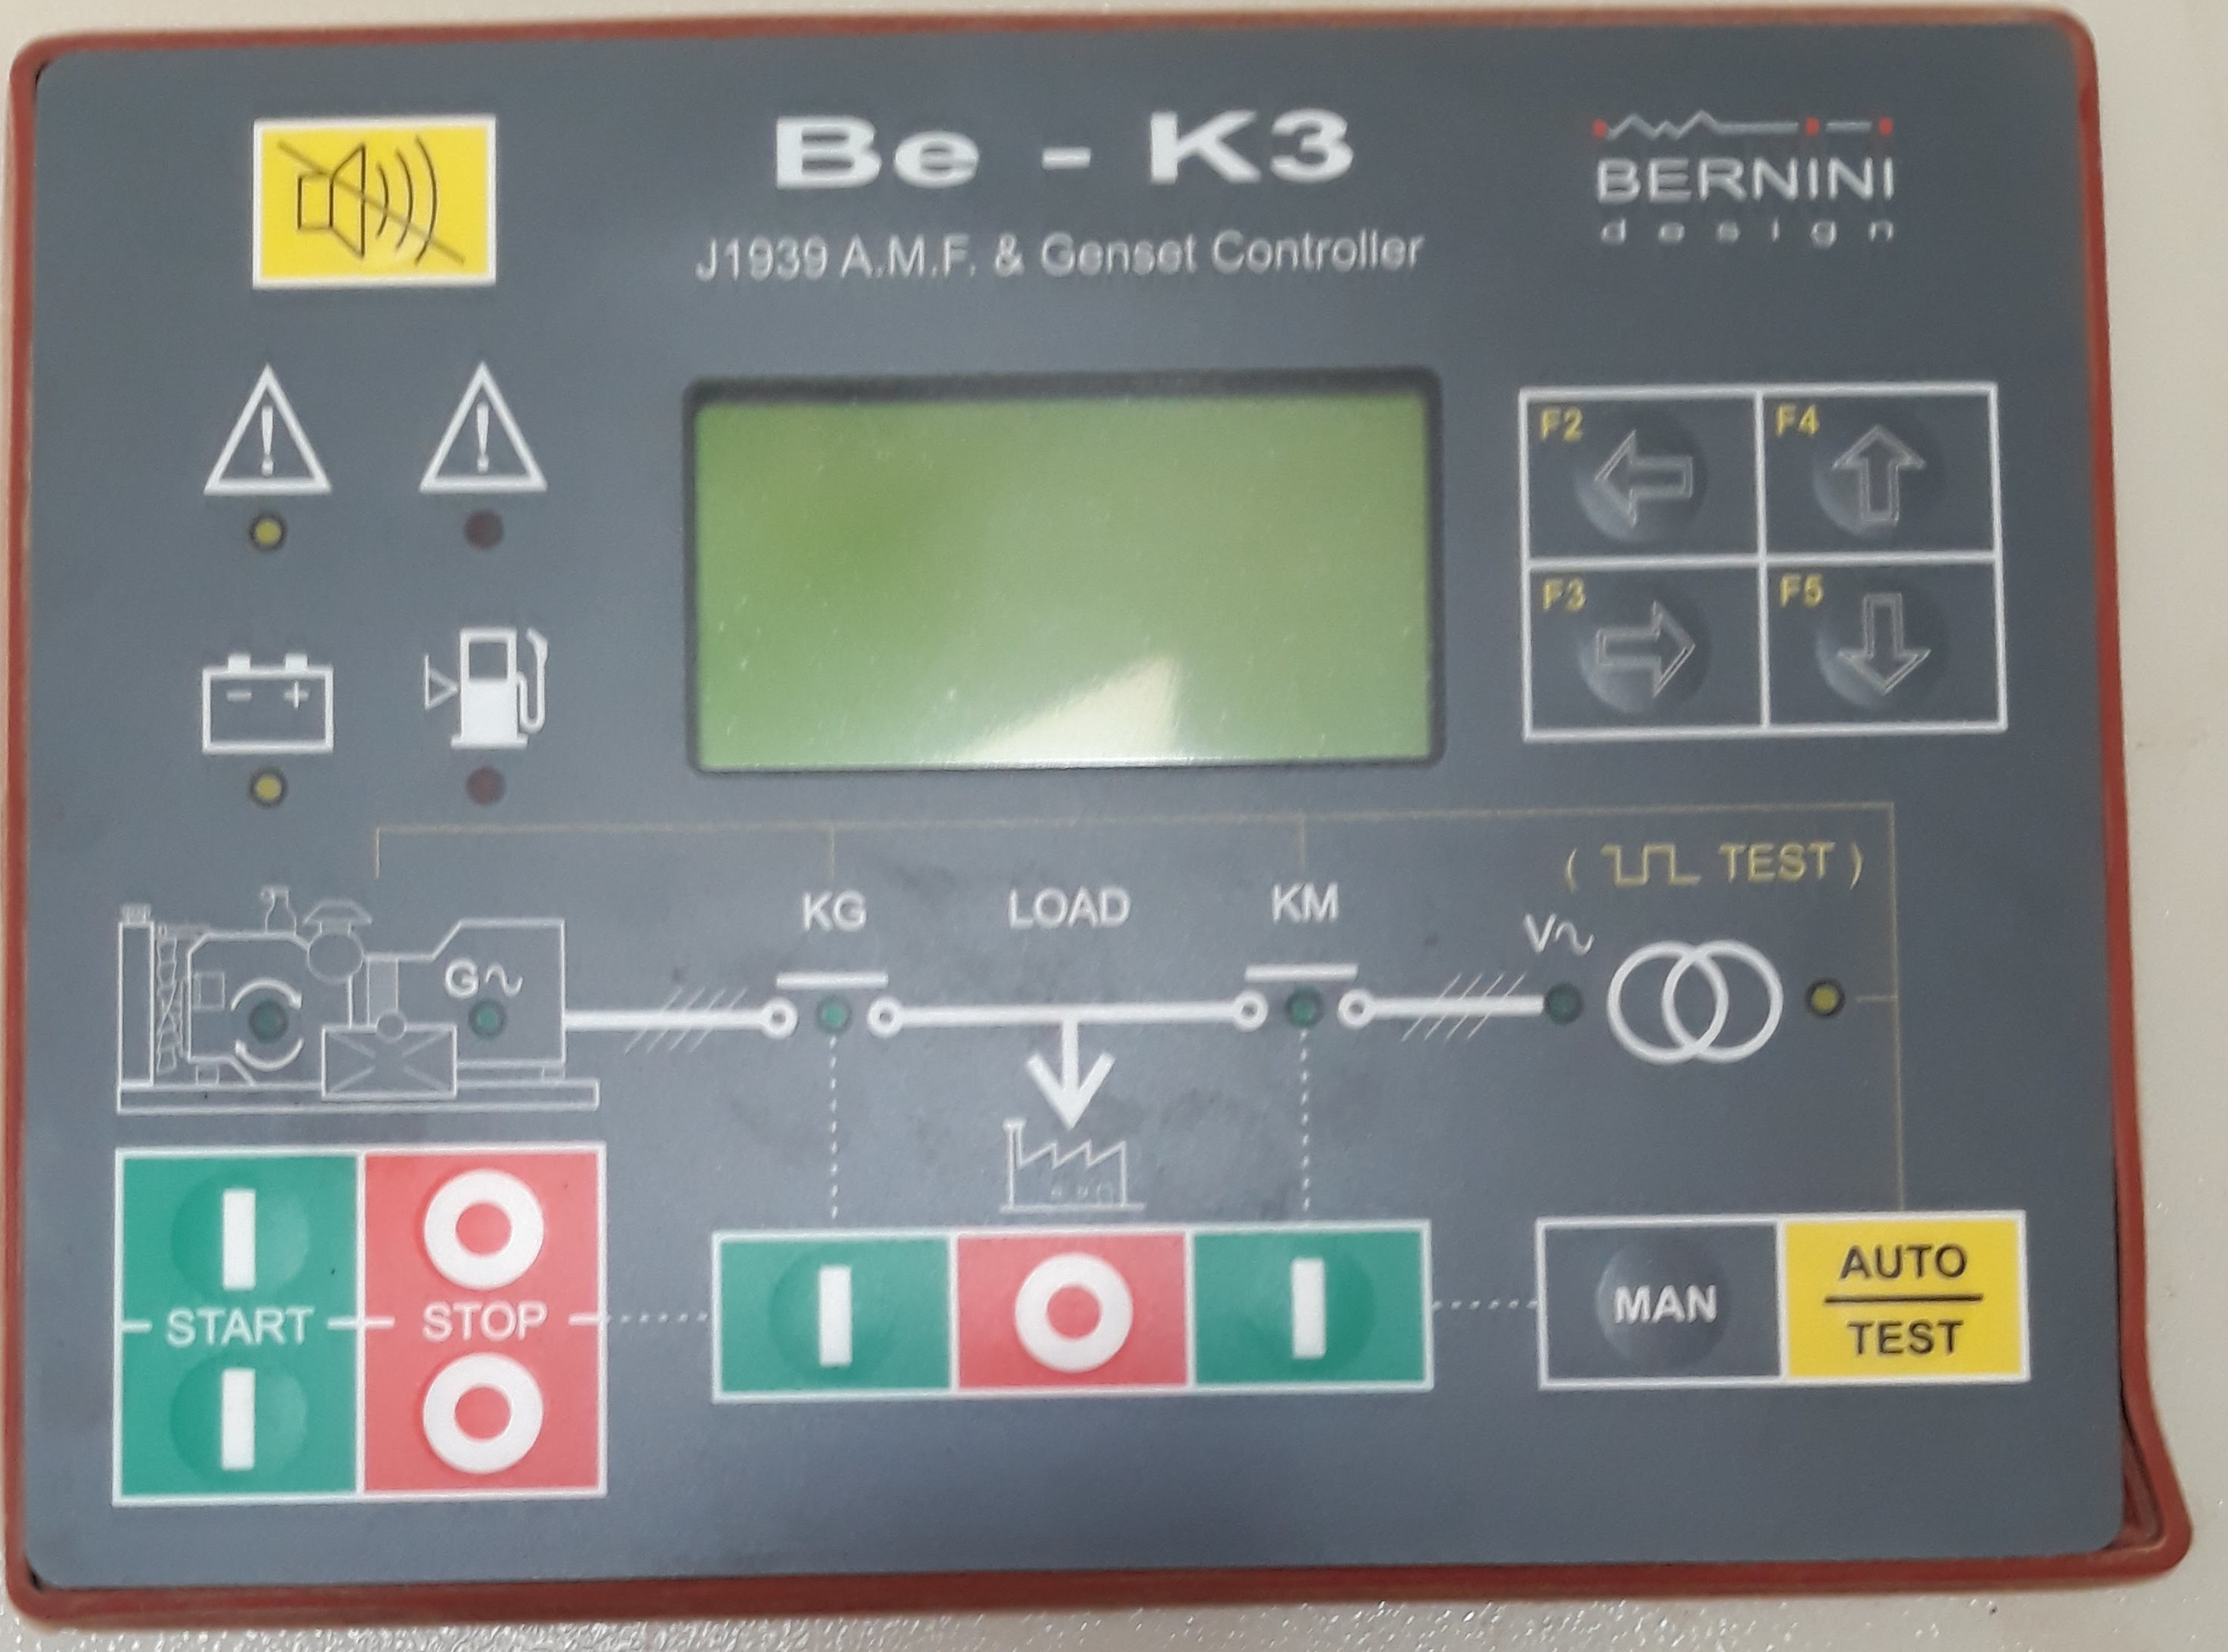 Be - K3
J1939 A.M.F. & Genset Controller
BERNINI
design
F2
F4
F3
F5
- +
( TEST )
KG
LOAD
KM
V~
G~
START
STOP
MAN
AUTO
TEST